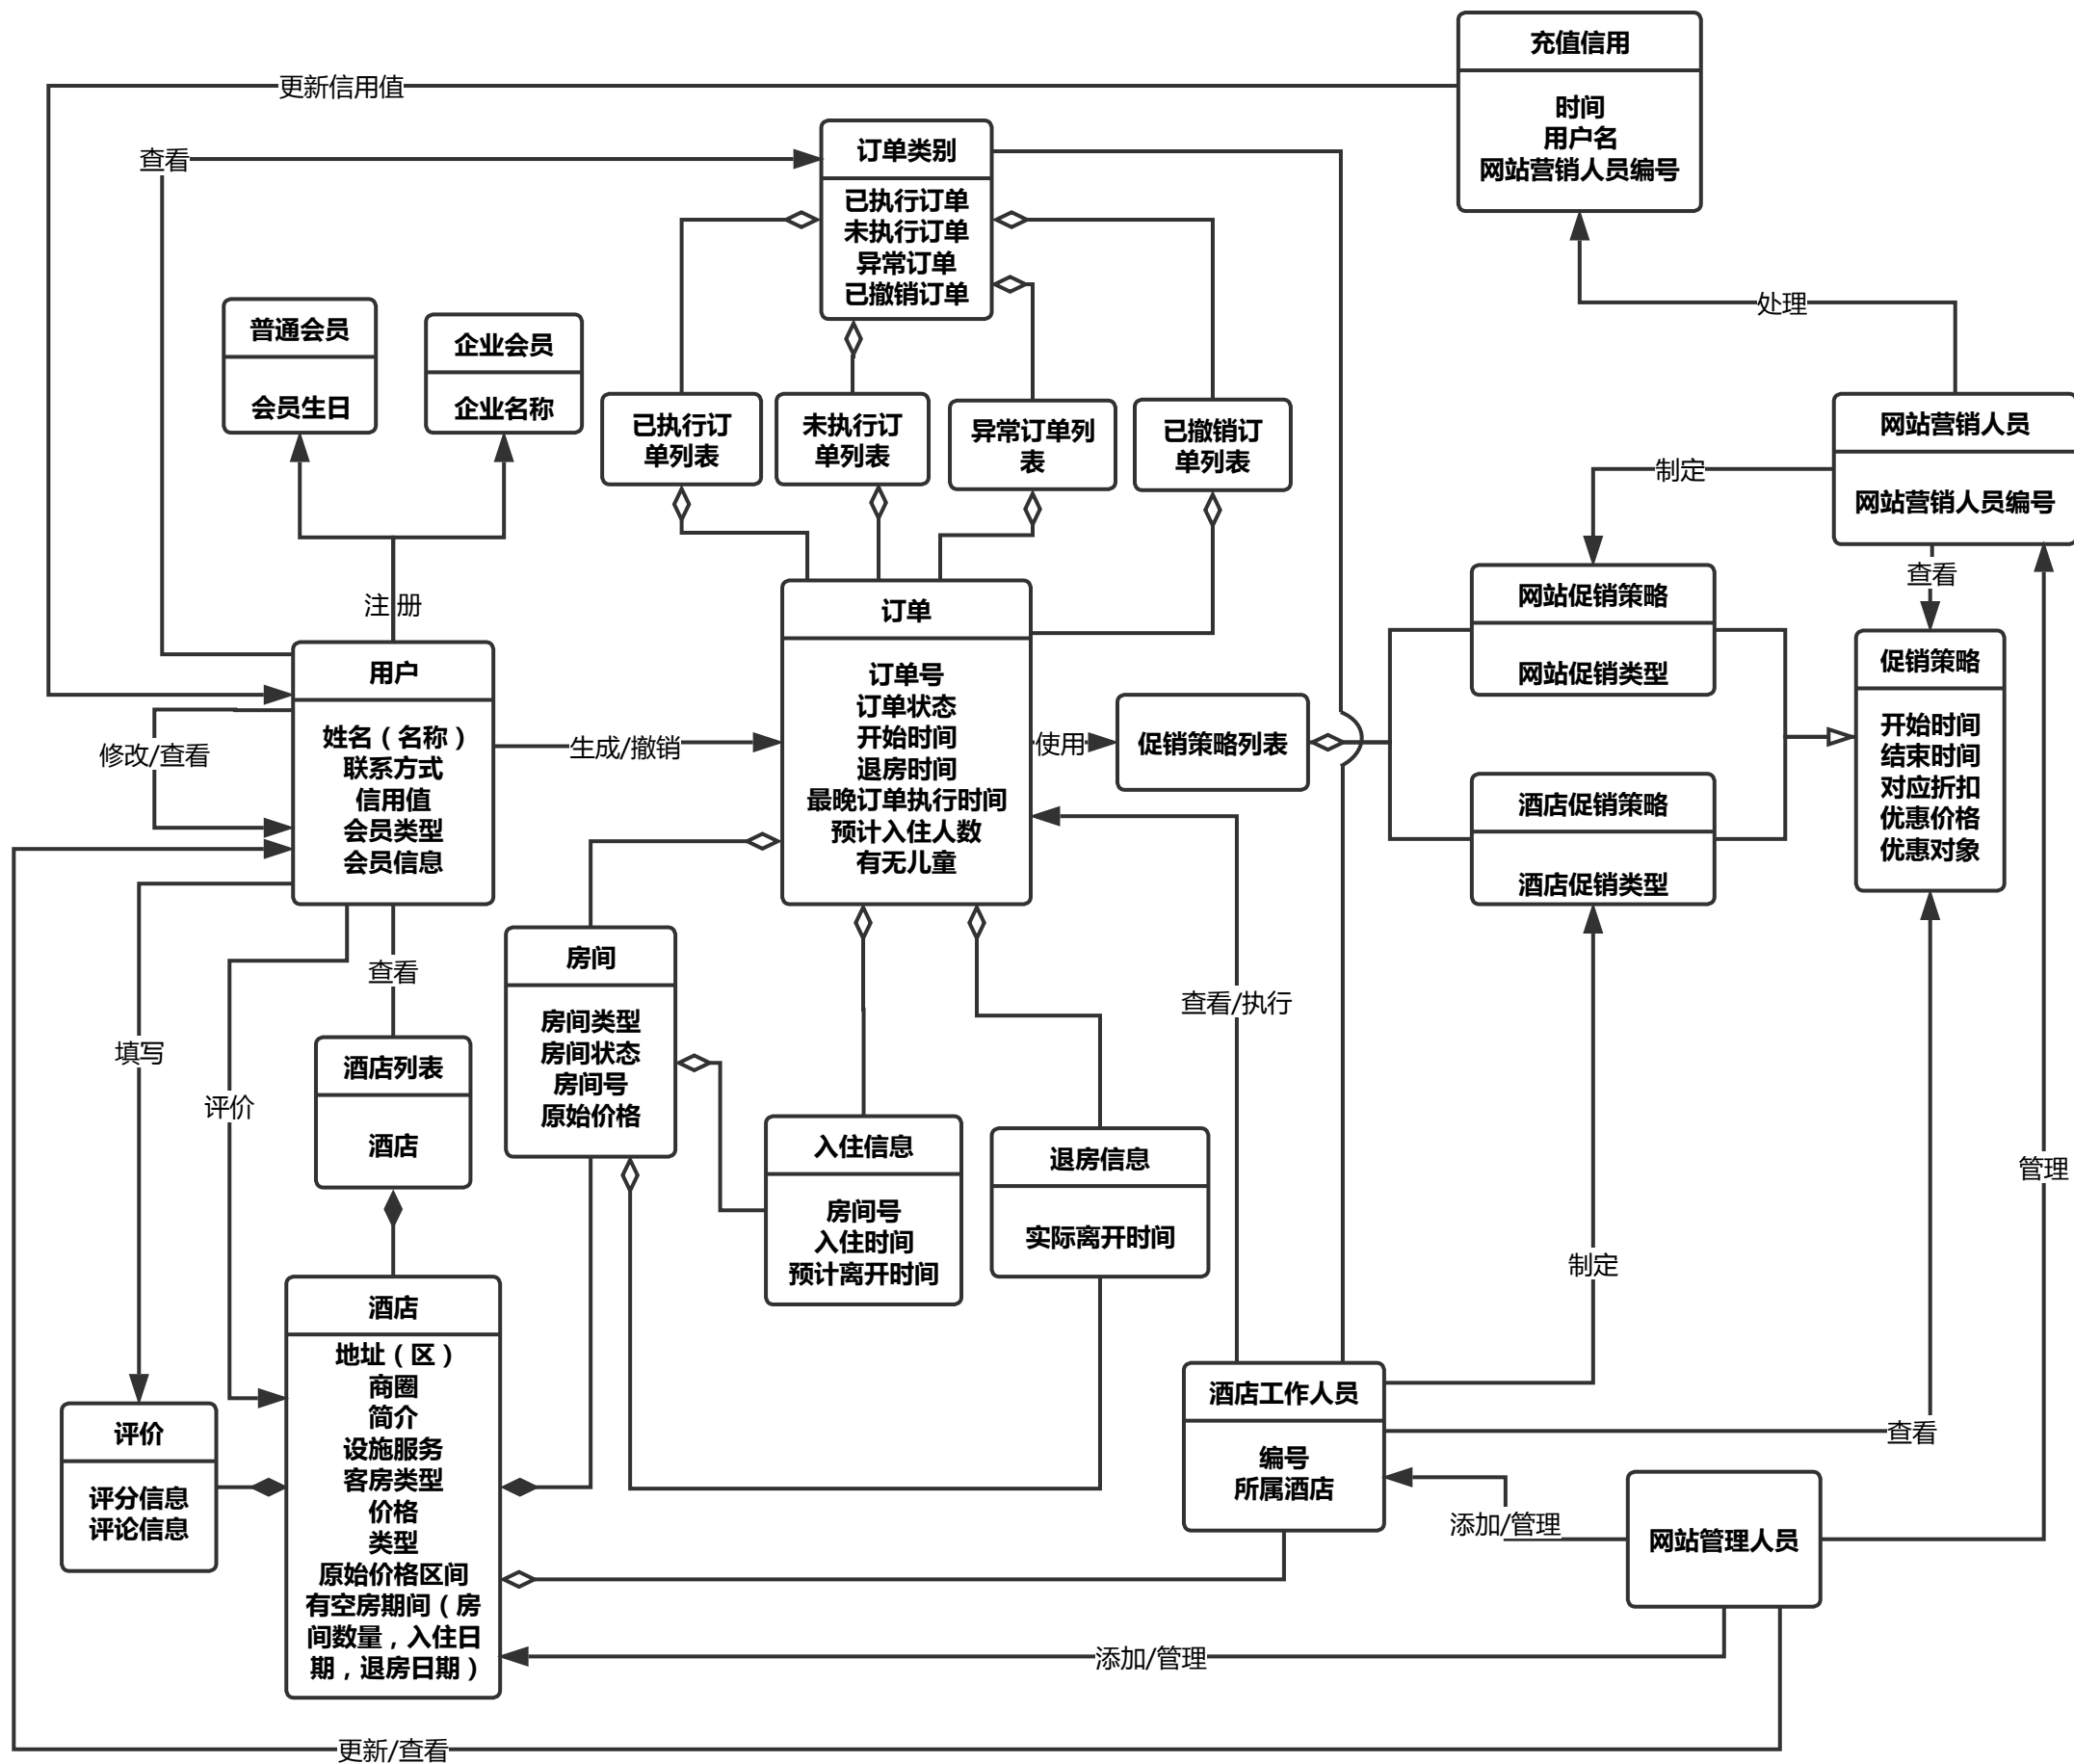 充值信用
时间
用户名
网站营销人员编号
更新信用值
查看
订单类别
已执行订单
未执行订单
异常订单
已撤销订单
处理
普通会员
会员生日
企业会员
企业名称
已执行订
单列表
未执行订
单列表
异常订单列
表
已撤销订
单列表
网站营销人员
网站营销人员编号
制定
查看
注 册
用户
姓名（名称）
联系方式
信用值
会员类型
会员信息
修改/查看
生成/撤销
订单
订单号
订单状态
开始时间
退房时间
最晚订单执行时间
预计入住人数
有无儿童
使用
促销策略列表
网站促销策略
网站促销类型
酒店促销策略
酒店促销类型
促销策略
开始时间
结束时间
对应折扣
优惠价格
优惠对象
查看
填写
评价
酒店列表
酒店
房间
房间类型
房间状态
房间号
原始价格
查看/执行
入住信息
房间号
入住时间
预计离开时间
退房信息
实际离开时间
管理
制定
酒店
地址（区）
商圈
简介
设施服务
客房类型
价格
类型
原始价格区间
有空房期间（房
间数量，入住日
期，退房日期）
评价
评分信息
评论信息
酒店工作人员
编号
所属酒店
查看
添加/管理
网站管理人员
添加/管理
更新/查看